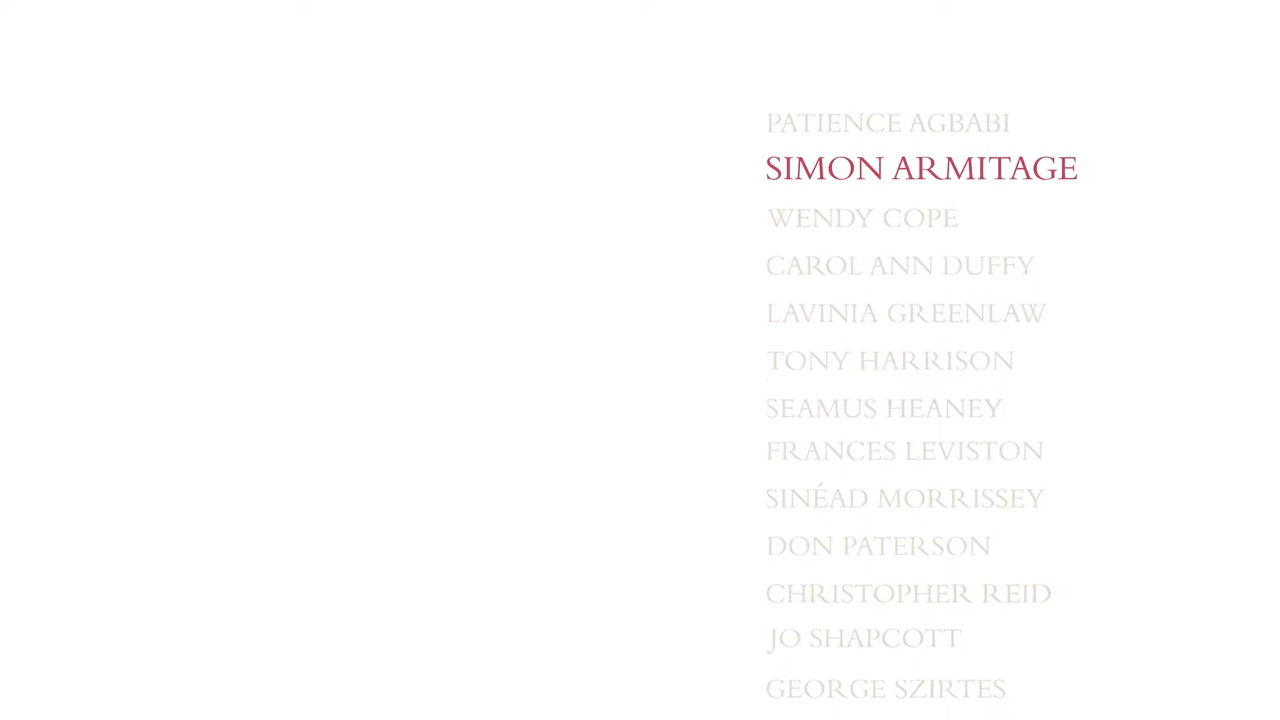 PATIENCE AGBABI
SIMON ARMITAGE
WENDY COPE
CAROL ANN DUFFY
LAVINIA GREENLAW
TONY HARRISON
SEAMUS HEANEY
FRANCES LEVISTON
SINÉAD MORRISSEY
DON PATERSON
CHRISTOPHER REID
JO SHAPCOTT
GEORGE SZIRTES